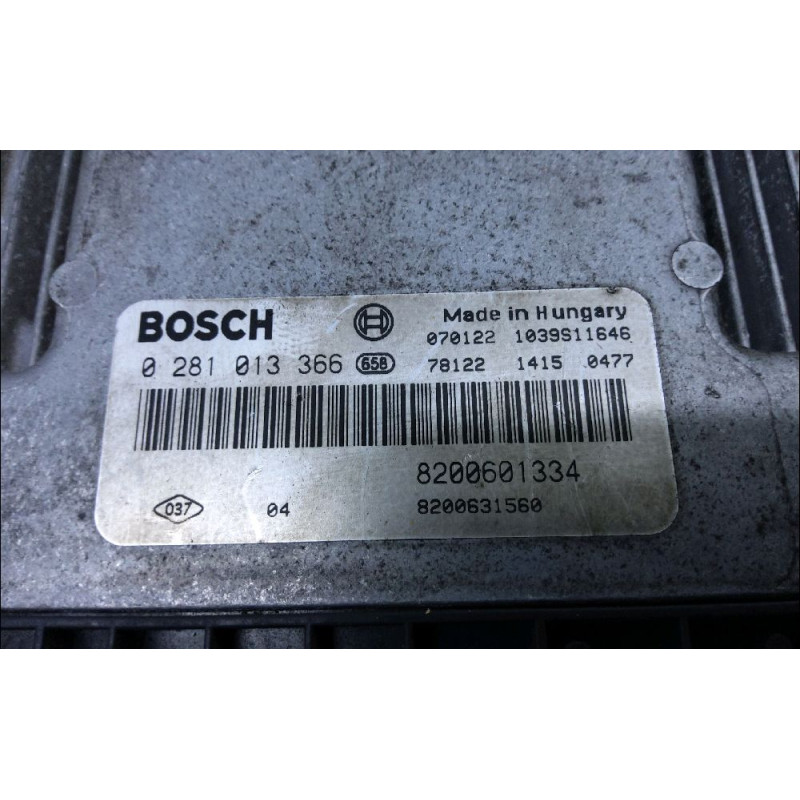 BOSCH
Made in Hungary
070122 1039S11646
0 281 013 366 658
78122 1415 0477
8200601334
037 04 8200631560